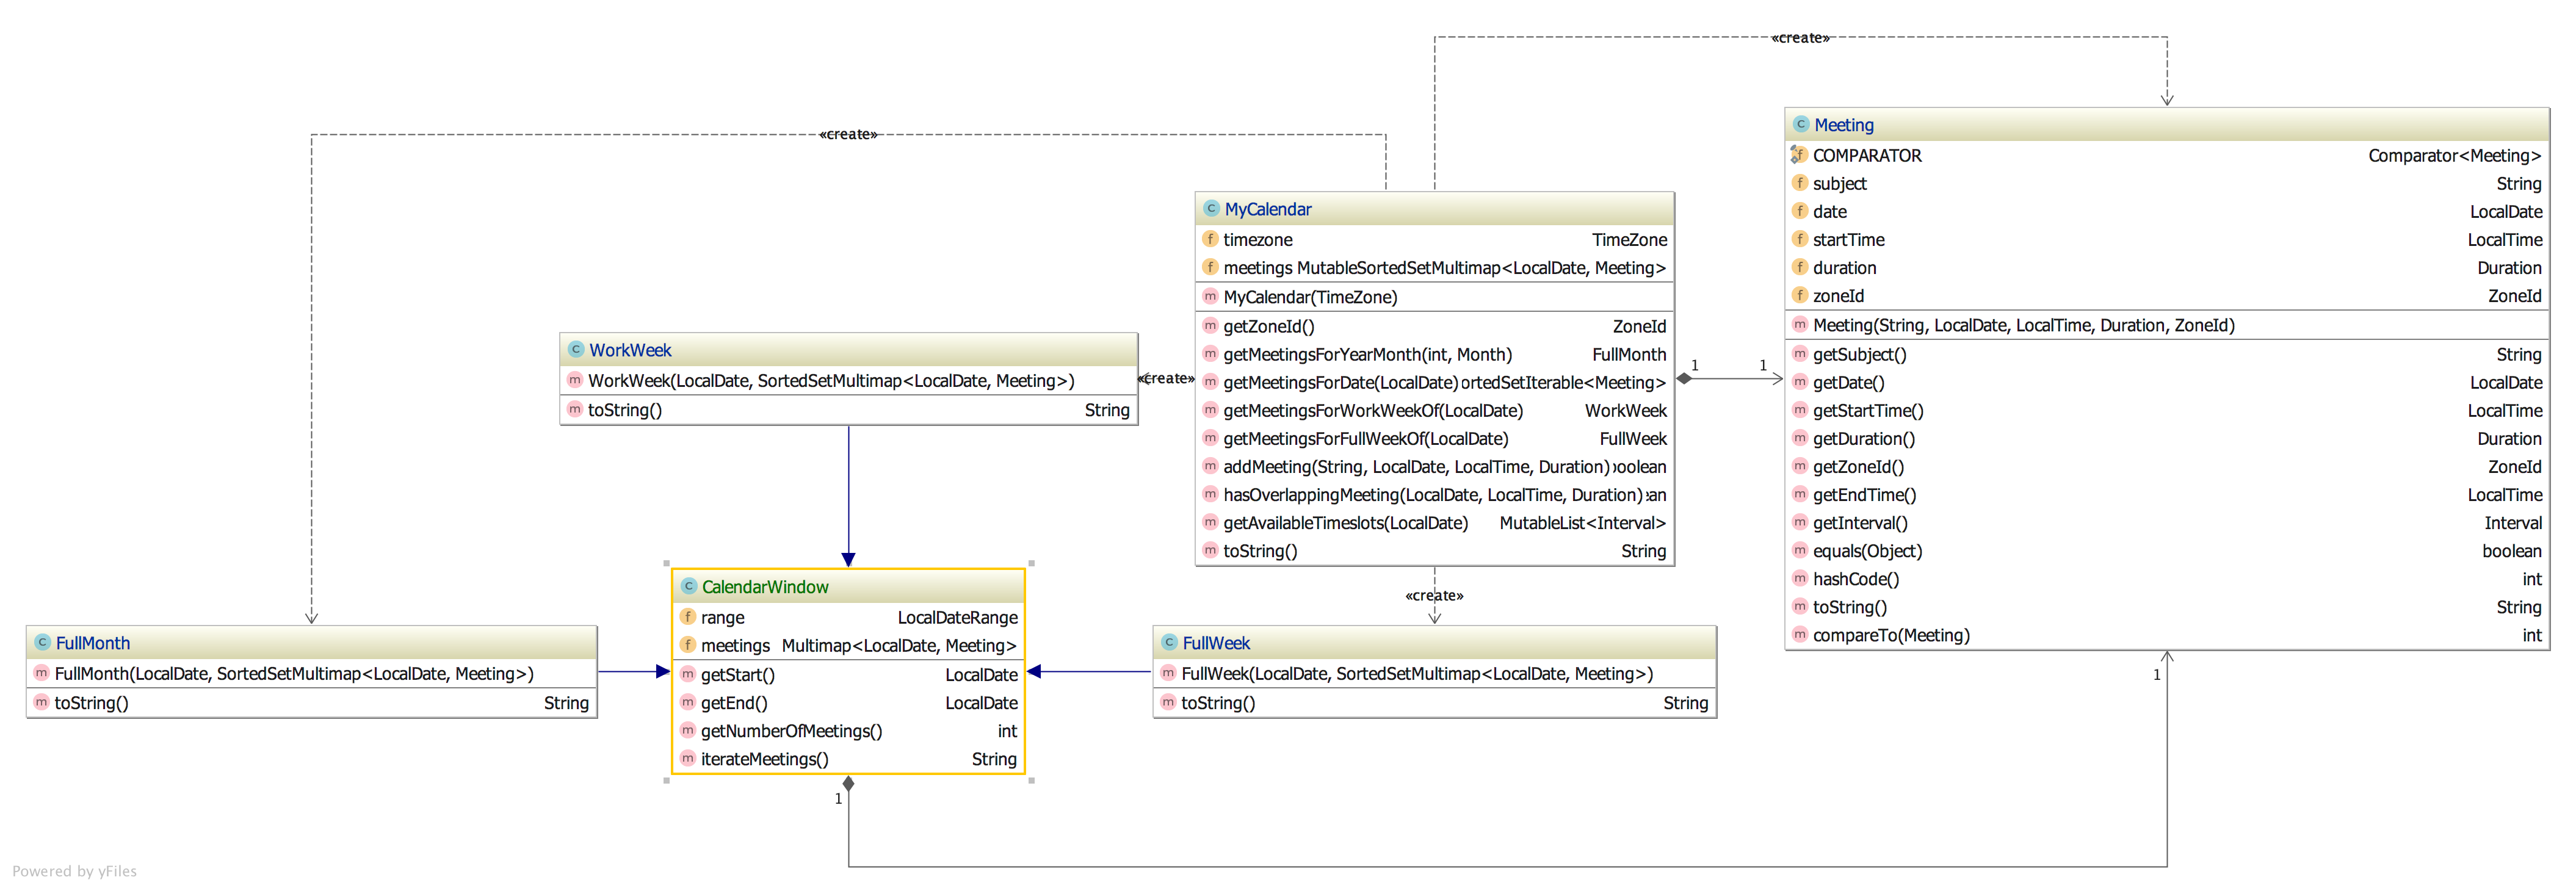 «create»
«create»
Meeting
COMPARATOR Comparator<Meeting>
subject String
date LocalDate
startTime LocalTime
duration Duration
zoneId ZoneId
Meeting(String, LocalDate, LocalTime, Duration, ZoneId)
getSubject() String
getDate() LocalDate
getStartTime() LocalTime
getDuration() Duration
getZoneId() ZoneId
getEndTime() LocalTime
getInterval() Interval
equals(Object) boolean
hashCode() int
toString() String
compareTo(Meeting) int
MyCalendar
timezone TimeZone
meetings MutableSortedSetMultimap<LocalDate, Meeting>
MyCalendar(TimeZone)
getZoneId() ZoneId
getMeetingsForYearMonth(int, Month) FullMonth
getMeetingsForDate(LocalDate) ortedSetIterable<Meeting>
getMeetingsForWorkWeekOf(LocalDate) WorkWeek
getMeetingsForFullWeekOf(LocalDate) FullWeek
addMeeting(String, LocalDate, LocalTime, Duration) oolean
hasOverlappingMeeting(LocalDate, LocalTime, Duration) an
getAvailableTimeslots(LocalDate) MutableList<Interval>
toString() String
1 1
WorkWeek
WorkWeek(LocalDate, SortedSetMultimap<LocalDate, Meeting>)
toString() String
«create»
«create»
CalendarWindow
range LocalDateRange
meetings Multimap<LocalDate, Meeting>
getStart() LocalDate
getEnd() LocalDate
getNumberOfMeetings() int
iterateMeetings() String
FullMonth
FullMonth(LocalDate, SortedSetMultimap<LocalDate, Meeting>)
toString() String
FullWeek
FullWeek(LocalDate, SortedSetMultimap<LocalDate, Meeting>)
toString() String
1
1
Powered by yFiles